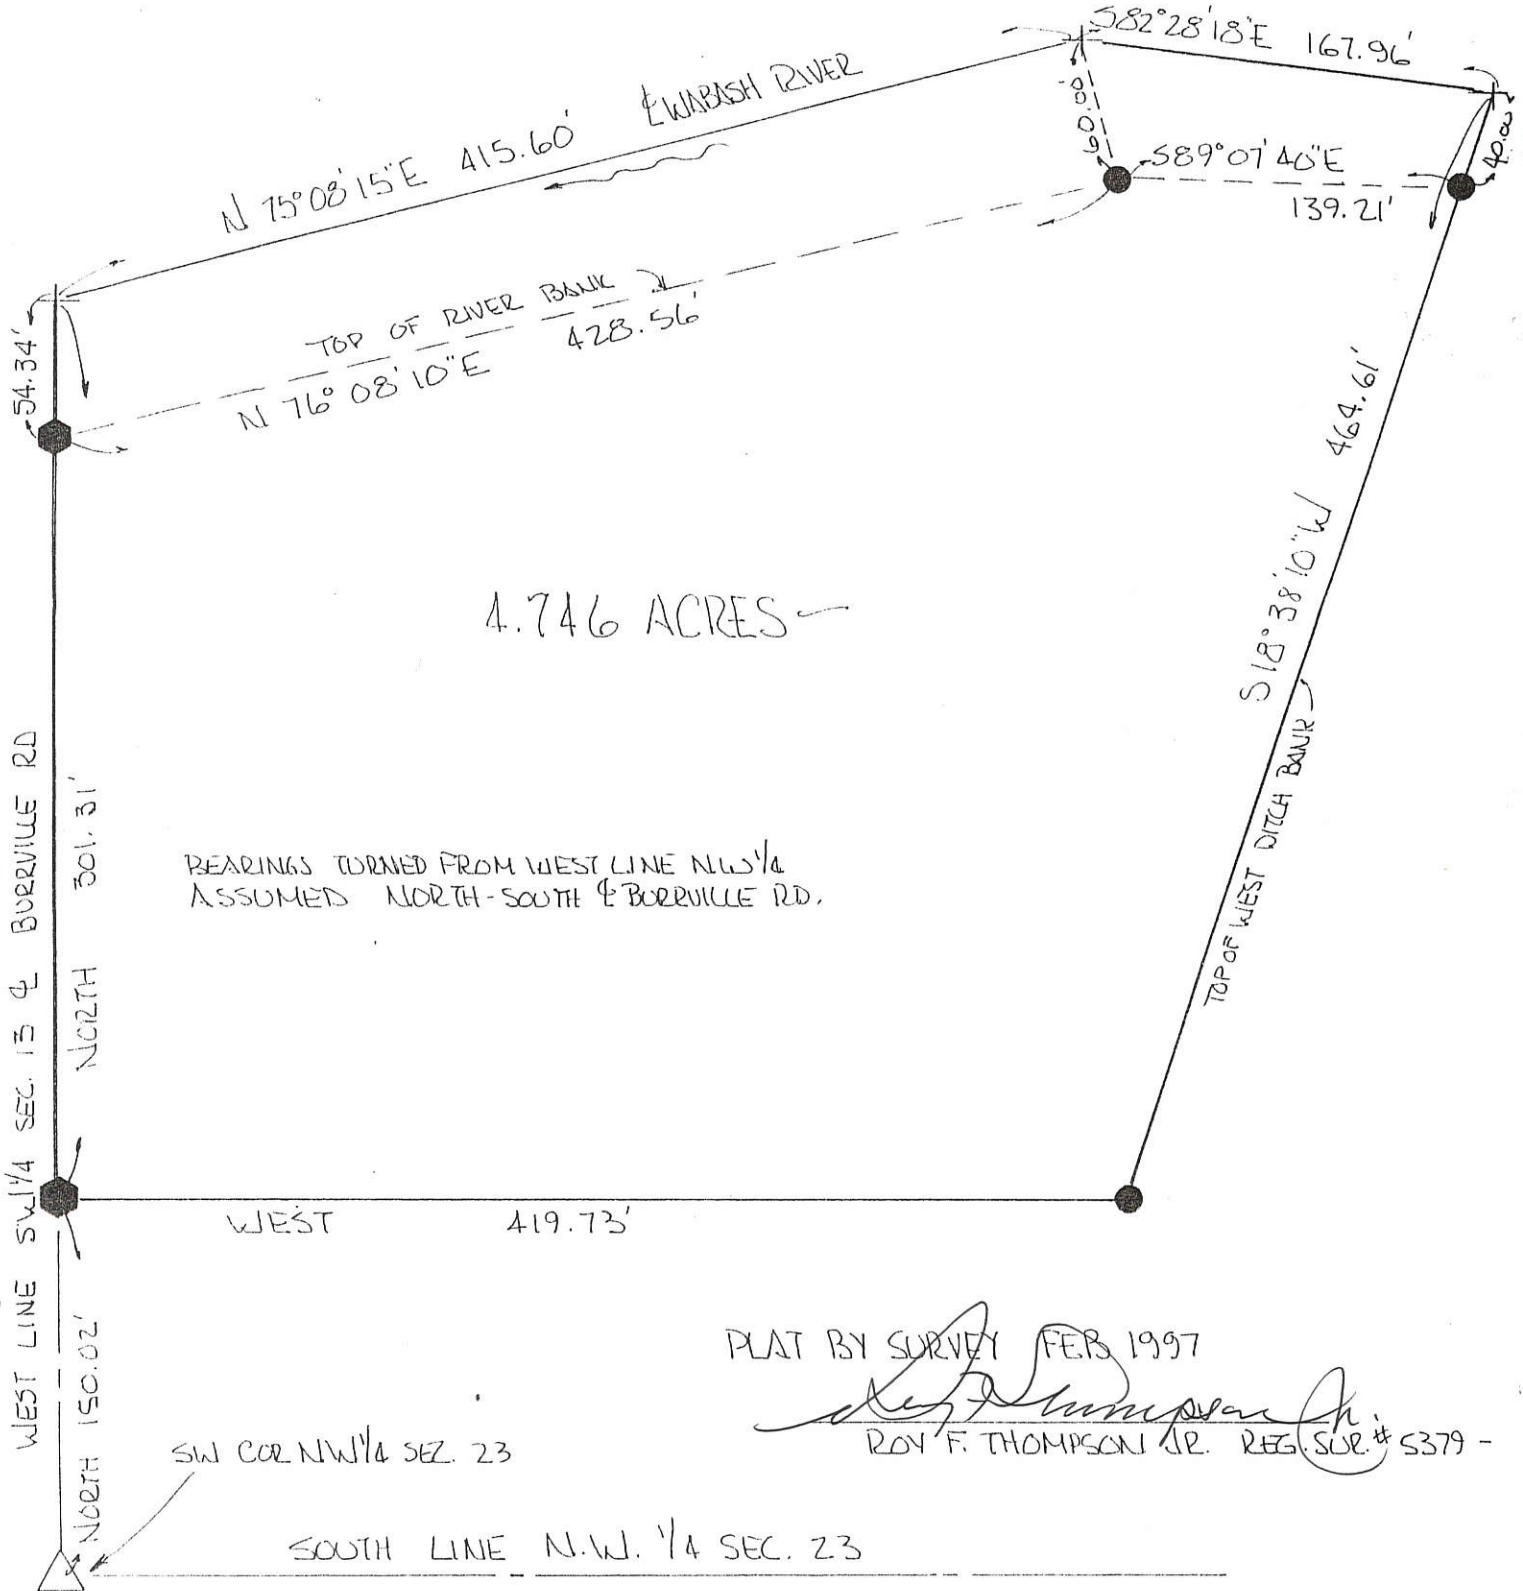 S82°28'18"E 167.96'
℄ WABASH RIVER
N 75°08'15"E 415.60'
60.00'
40.00'
S89°07'40"E
139.21'
TOP OF RIVER BANK
428.56'
N 76°08'10"E
54.34'
S18°38'10"W 464.61'
4.746 ACRES
TOP OF WEST DITCH BANK
WEST LINE SW1/4 SEC. 13 ℄ BURRVILLE RD
NORTH 301.31'
BEARINGS TURNED FROM WEST LINE NW1/4
ASSUMED NORTH-SOUTH ℄ BURRVILLE RD.
WEST 419.73'
NORTH 150.02'
PLAT BY SURVEY FEB 1997
Roy F Thompson Jr.
ROY F. THOMPSON JR. REG. SUR. # 5379 -
SW COR NW1/4 SEC. 23
SOUTH LINE N.W. 1/4 SEC. 23